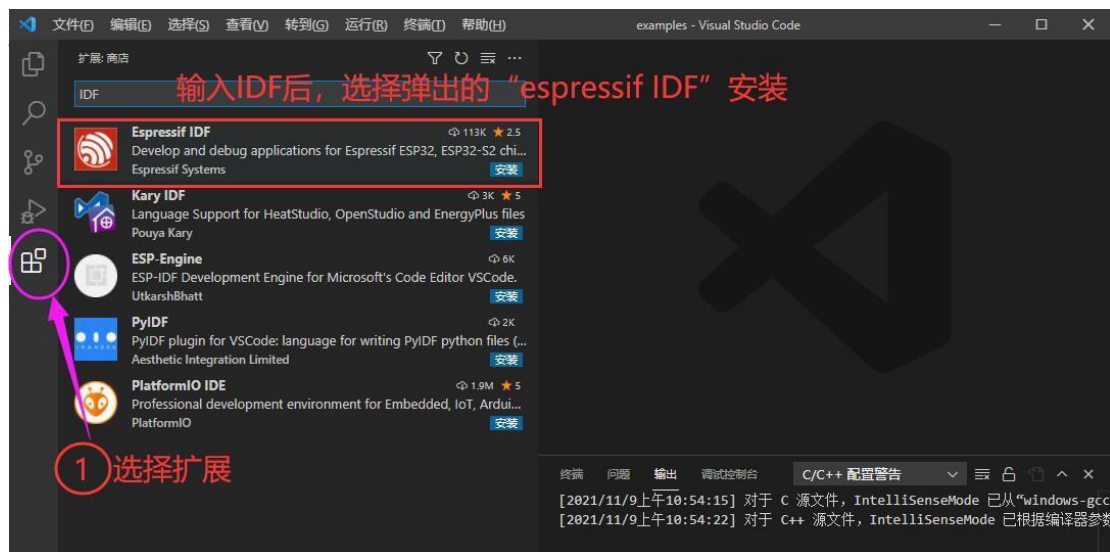 文件(F) 编辑(E) 选择(S) 查看(V) 转到(G) 运行(R) 终端(T) 帮助(H) examples - Visual Studio Code
扩展: 商店
IDF
输入IDF后，选择弹出的“espressif IDF”安装
Espressif IDF 113K ★ 2.5
Develop and debug applications for Espressif ESP32, ESP32-S2 chi...
Espressif Systems 安装
Kary IDF 3K ★ 5
Language Support for HeatStudio, OpenStudio and EnergyPlus files
Pouya Kary 安装
ESP-Engine 6K
ESP-IDF Development Engine for Microsoft's Code Editor VSCode.
UtkarshBhatt 安装
PyIDF 2K
PyIDF plugin for VSCode: language for writing PyIDF python files (...
Aesthetic Integration Limited 安装
PlatformIO IDE 1.9M ★ 5
Professional development environment for Embedded, IoT, Ardui...
PlatformIO 安装
1 选择扩展
终端 问题 输出 调试控制台 C/C++ 配置警告
[2021/11/9上午10:54:15] 对于 C 源文件，IntelliSenseMode 已从“windows-gcc
[2021/11/9上午10:54:22] 对于 C++ 源文件，IntelliSenseMode 已根据编译器参数